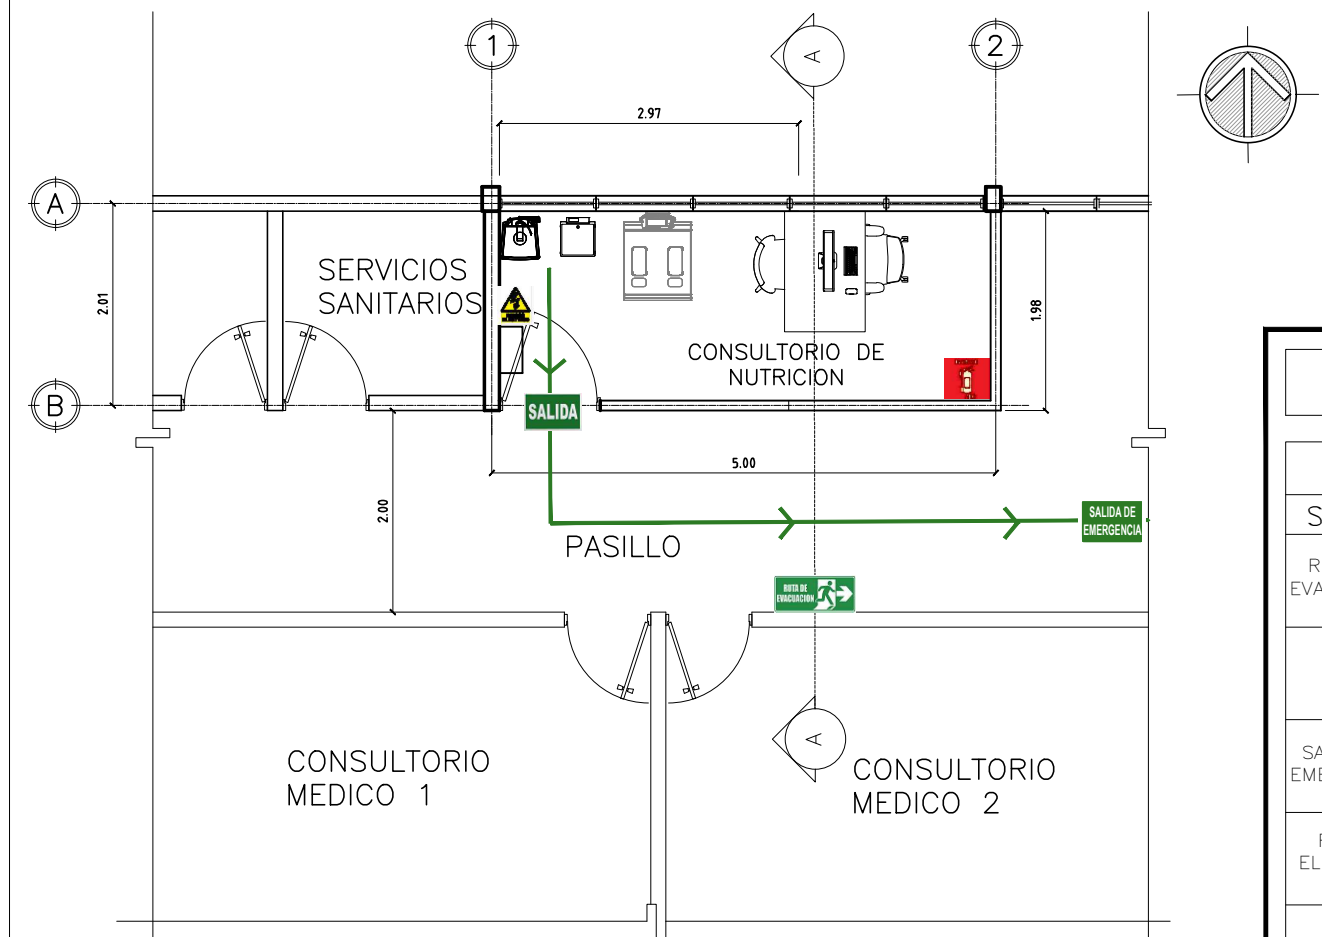 1
2
A
2.97
A
SERVICIOS
SANITARIOS
2.01
1.98
CONSULTORIO DE
NUTRICION
B
SALIDA
5.00
2.00
SALIDA DE
EMERGENCIA
PASILLO
RUTA DE
EVACUACION
A
CONSULTORIO
MEDICO 1
CONSULTORIO
MEDICO 2
S
R
EVA
SA
EME
EL